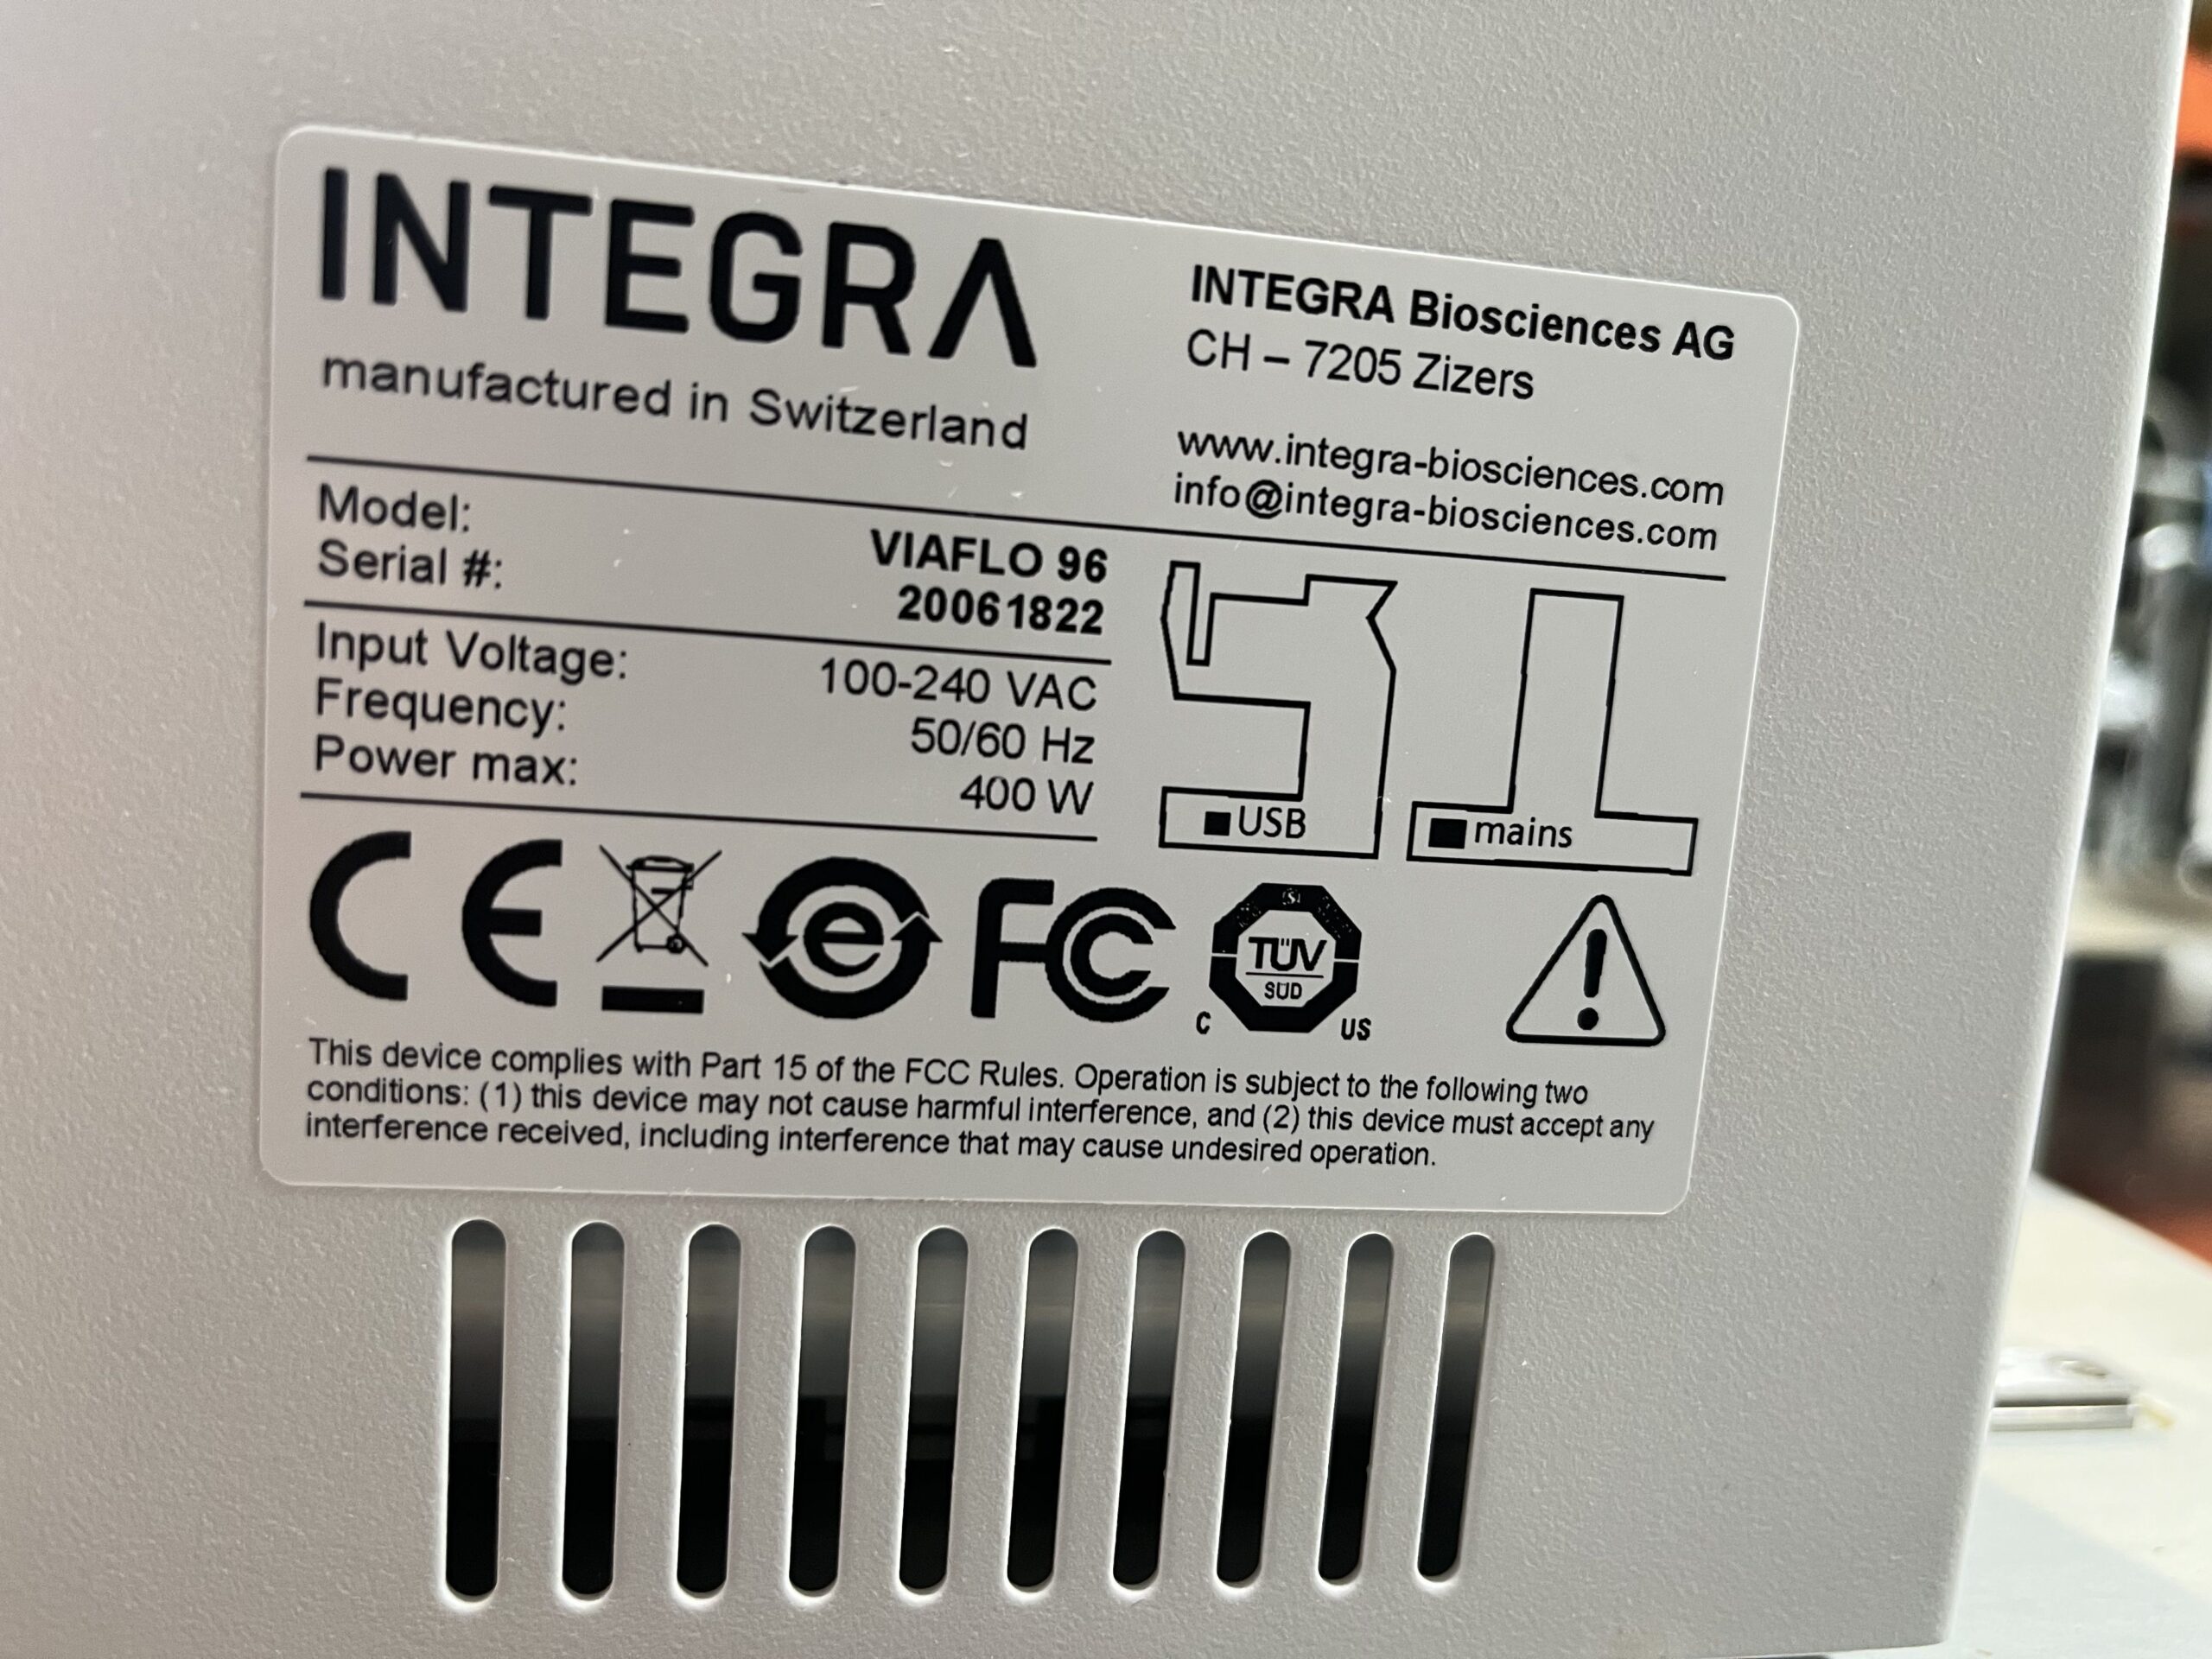 INTEGRA
manufactured in Switzerland
INTEGRA Biosciences AG
CH – 7205 Zizers
www.integra-biosciences.com
info@integra-biosciences.com
Model: VIAFLO 96
Serial #: 20061822
Input Voltage: 100-240 VAC
Frequency: 50/60 Hz
Power max: 400 W
USB
mains
CE
e
FC
TÜV
SÜD
C US
This device complies with Part 15 of the FCC Rules. Operation is subject to the following two
conditions: (1) this device may not cause harmful interference, and (2) this device must accept any
interference received, including interference that may cause undesired operation.